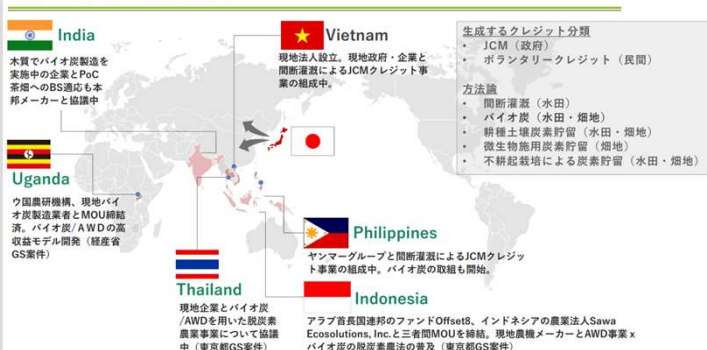 India
木質でバイオ炭製造を
実施中の企業とPoC
茶畑へのBS適応も本
邦メーカーと協議中
Vietnam
現地法人設立。現地政府・企業と
間断灌漑によるJCMクレジット事
業の組成中。
生成するクレジット分類
• JCM（政府）
• ボランタリークレジット（民間）
方法論
• 間断灌漑（水田）
• バイオ炭（水田・畑地）
• 耕種土壌炭素貯留（水田・畑地）
• 微生物施用炭素貯留（畑地）
• 不耕起栽培による炭素貯留（水田・畑地）
Uganda
ウ国農研機構、現地バイ
オ炭製造業者とMOU締結
済。バイオ炭/AWDの高
収益モデル開発（経産省
GS案件）
Thailand
現地企業とバイオ炭
/AWDを用いた脱炭素
農業事業について協議
中（東京都GS案件）
Philippines
ヤンマーグループと間断灌漑によるJCMクレジッ
ト事業の組成中。バイオ炭の取組も開始。
Indonesia
アラブ首長国連邦のファンドOffset8、インドネシアの農業法人Sawa
Ecosolutions, Inc.と三者間MOUを締結。現地農機メーカーとAWD事業 x
バイオ炭の脱炭素農法の普及（東京都GS案件）